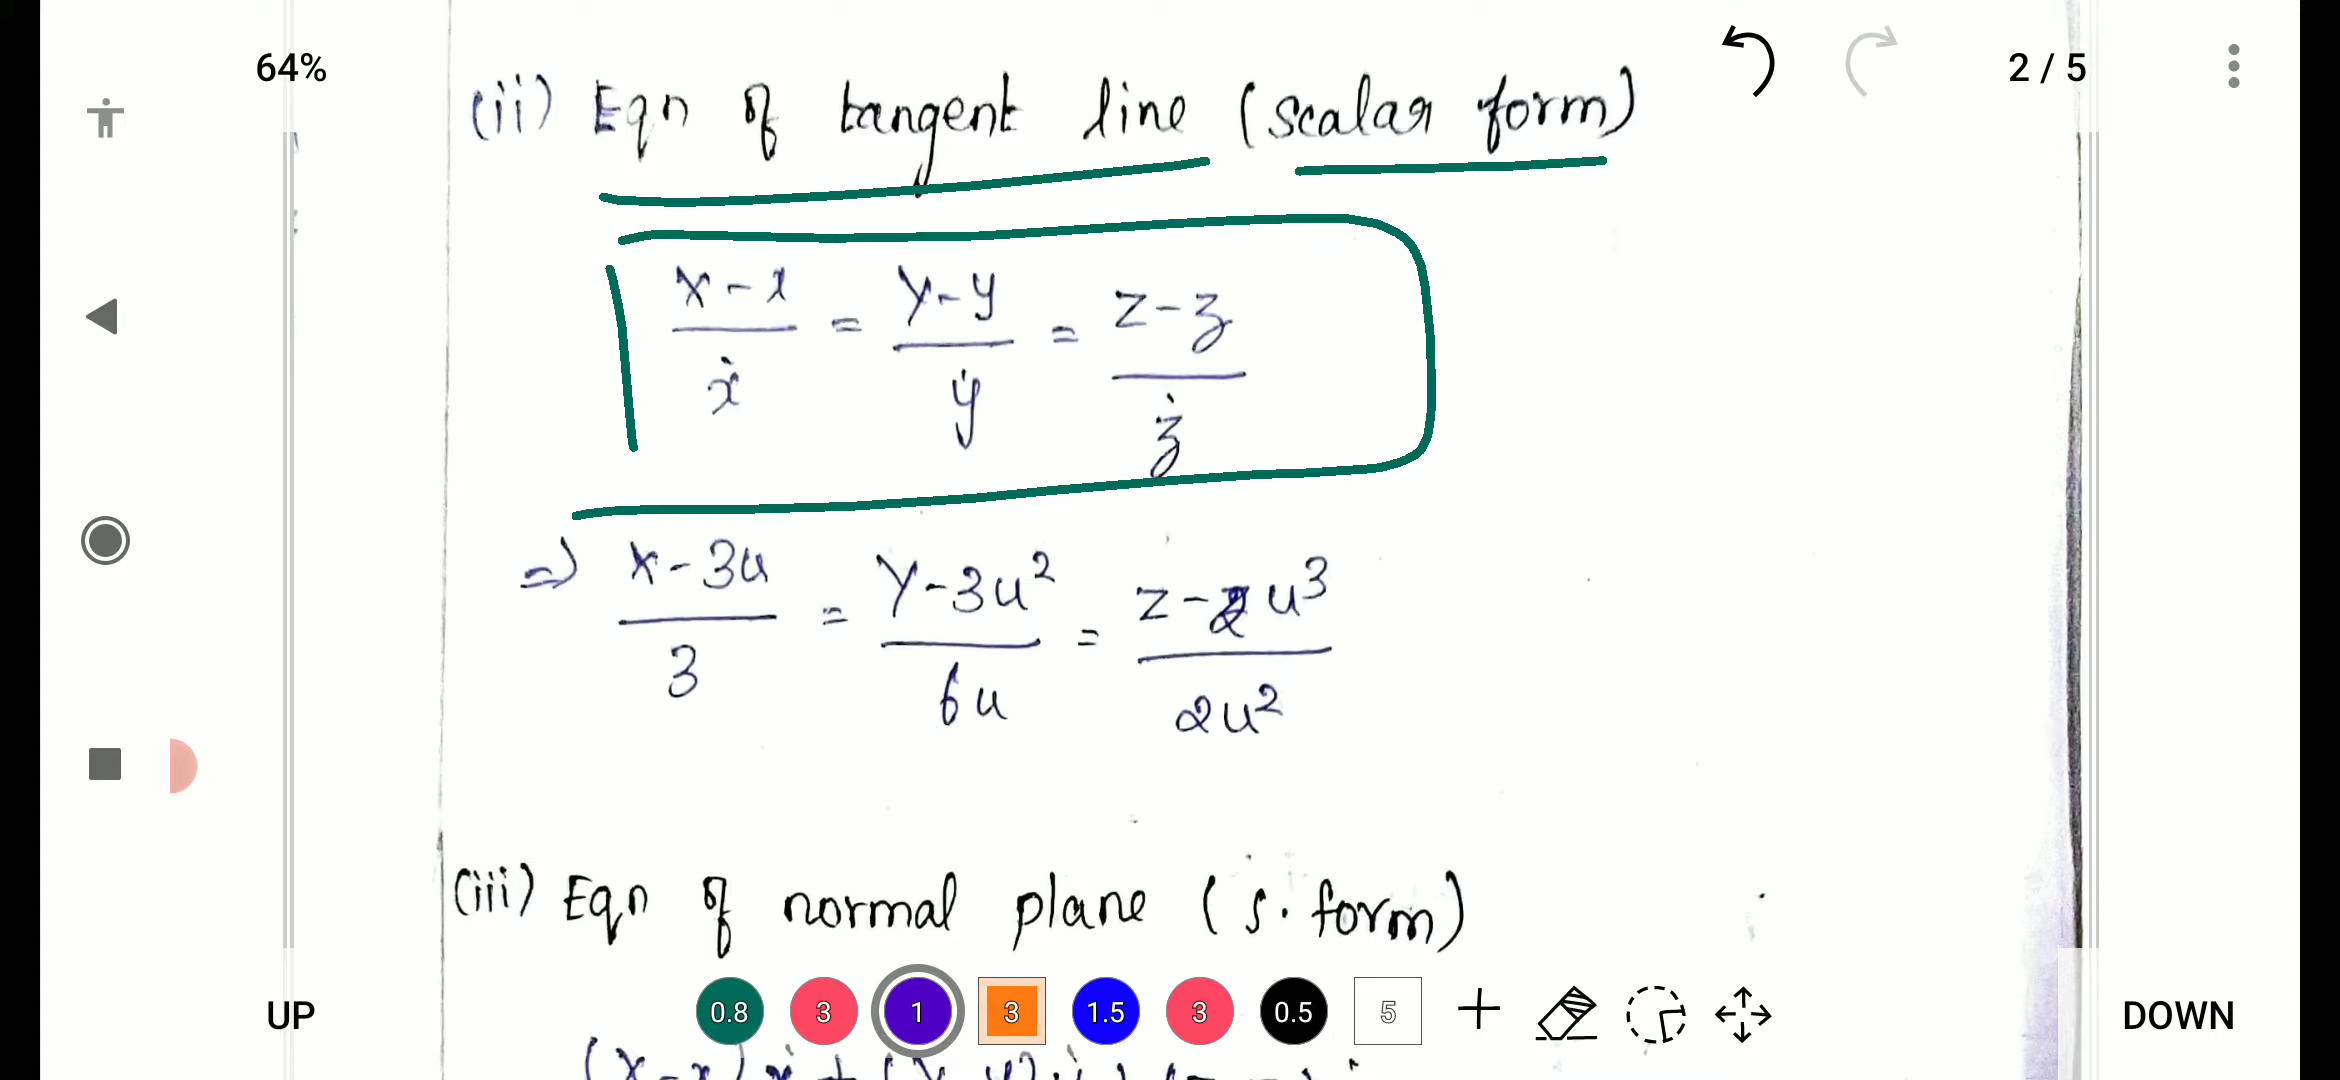 64%
2 / 5
(ii) Eqn of tangent line (scalar form)
X - x / ẋ = Y - y / ẏ = Z - z / ż
⇒ X - 3u / 3 = Y - 3u² / 6u = Z - 2u³ / 2u²
(iii) Eqn of normal plane (s. form)
UP
0.8 3 1 3 1.5 3 0.5 5
DOWN
(X - x) ẋ +